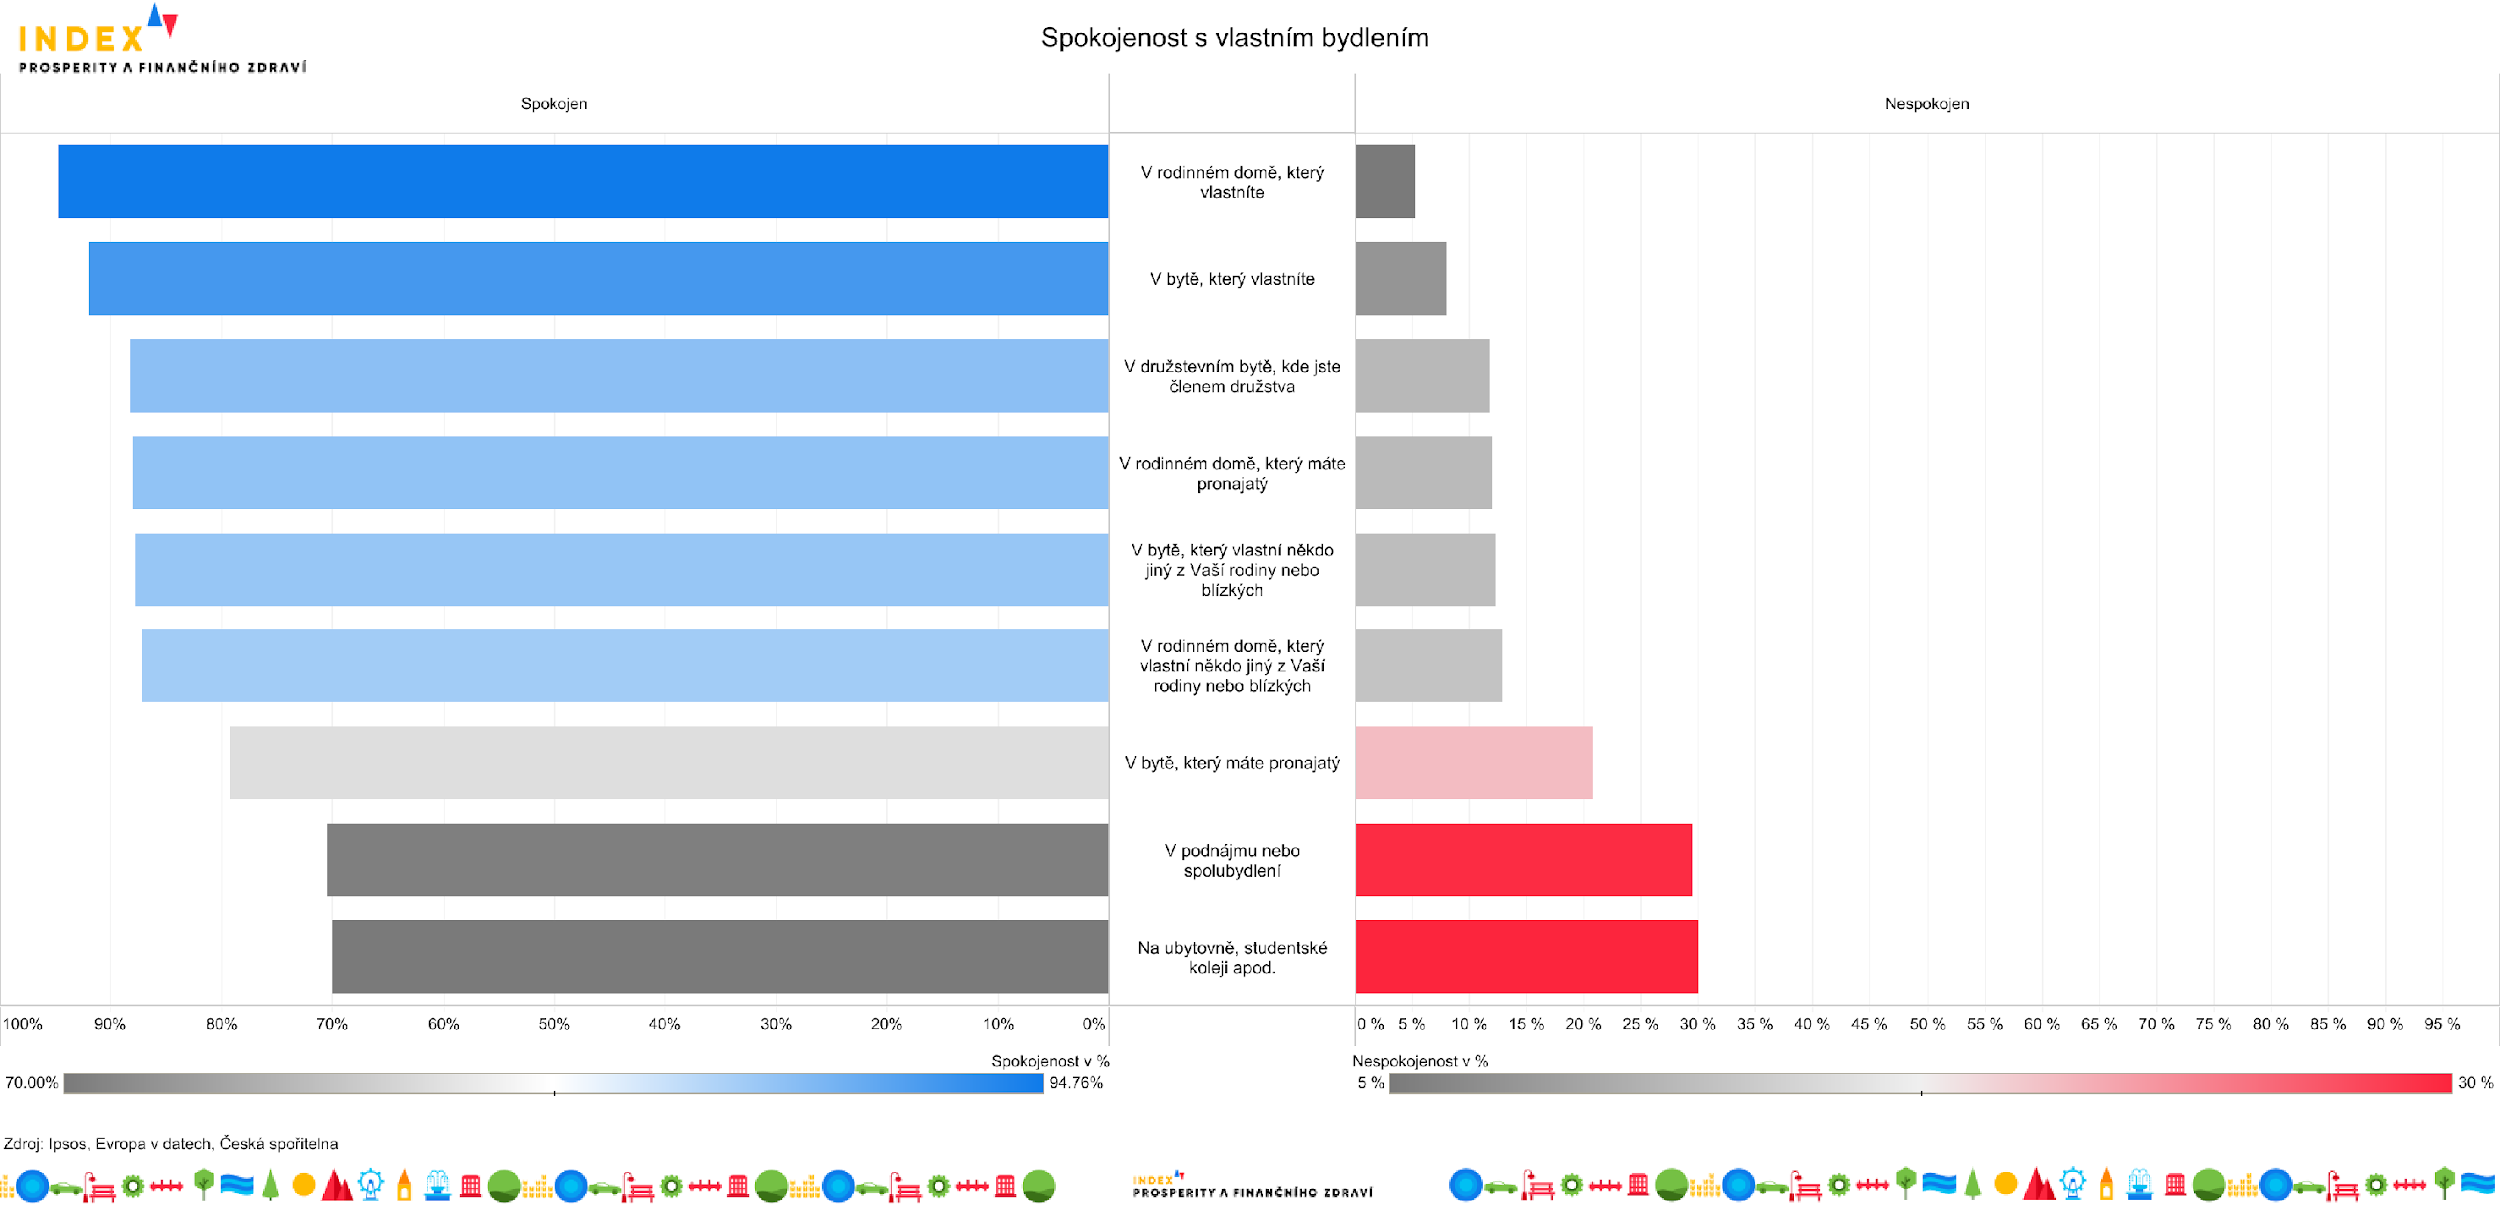 INDEX
PROSPERITY A FINANČNÍHO ZDRAVÍ
Spokojenost s vlastním bydlením
Spokojen
Nespokojen
V rodinném domě, který
vlastníte
V bytě, který vlastníte
V družstevním bytě, kde jste
členem družstva
V rodinném domě, který máte
pronajatý
V bytě, který vlastní někdo
jiný z Vaší rodiny nebo
blízkých
V rodinném domě, který
vlastní někdo jiný z Vaší
rodiny nebo blízkých
V bytě, který máte pronajatý
V podnájmu nebo
spolubydlení
Na ubytovně, studentské
koleji apod.
100% 90% 80% 70% 60% 50% 40% 30% 20% 10% 0%
0 % 5 % 10 % 15 % 20 % 25 % 30 % 35 % 40 % 45 % 50 % 55 % 60 % 65 % 70 % 75 % 80 % 85 % 90 % 95 %
Spokojenost v %
70.00% 94.76%
Nespokojenost v %
5 % 30 %
Zdroj: Ipsos, Evropa v datech, Česká spořitelna
INDEX
PROSPERITY A FINANČNÍHO ZDRAVÍ